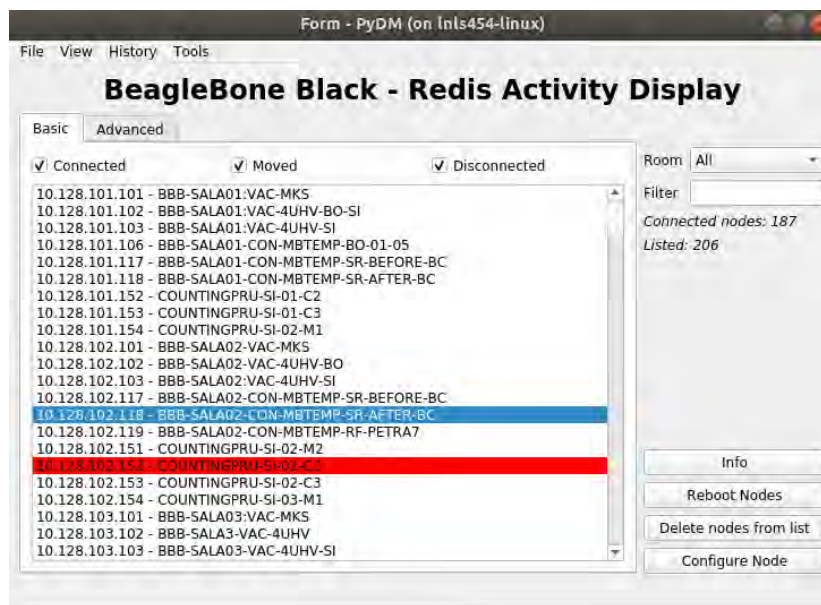 Form - PyDM (on lnls454-linux)
File View History Tools
BeagleBone Black - Redis Activity Display
Basic Advanced
Connected Moved Disconnected
10.128.101.101 - BBB-SALA01:VAC-MKS
10.128.101.102 - BBB-SALA01:VAC-4UHV-BO-SI
10.128.101.103 - BBB-SALA01:VAC-4UHV-SI
10.128.101.106 - BBB-SALA01-CON-MBTEMP-BO-01-05
10.128.101.117 - BBB-SALA01-CON-MBTEMP-SR-BEFORE-BC
10.128.101.118 - BBB-SALA01-CON-MBTEMP-SR-AFTER-BC
10.128.101.152 - COUNTINGPRU-SI-01-C2
10.128.101.153 - COUNTINGPRU-SI-01-C3
10.128.101.154 - COUNTINGPRU-SI-02-M1
10.128.102.101 - BBB-SALA02-VAC-MKS
10.128.102.102 - BBB-SALA02-VAC-4UHV-BO
10.128.102.103 - BBB-SALA02:VAC-4UHV-SI
10.128.102.117 - BBB-SALA02-CON-MBTEMP-SR-BEFORE-BC
10.128.102.118 - BBB-SALA02-CON-MBTEMP-SR-AFTER-BC
10.128.102.119 - BBB-SALA02-CON-MBTEMP-RF-PETRA7
10.128.102.151 - COUNTINGPRU-SI-02-M2
10.128.102.152 - COUNTINGPRU-SI-02-C2
10.128.102.153 - COUNTINGPRU-SI-02-C3
10.128.102.154 - COUNTINGPRU-SI-03-M1
10.128.103.101 - BBB-SALA03:VAC-MKS
10.128.103.102 - BBB-SALA3-VAC-4UHV
10.128.103.103 - BBB-SALA03-VAC-4UHV-SI
Room All
Filter
Connected nodes: 187
Listed: 206
Info
Reboot Nodes
Delete nodes from list
Configure Node